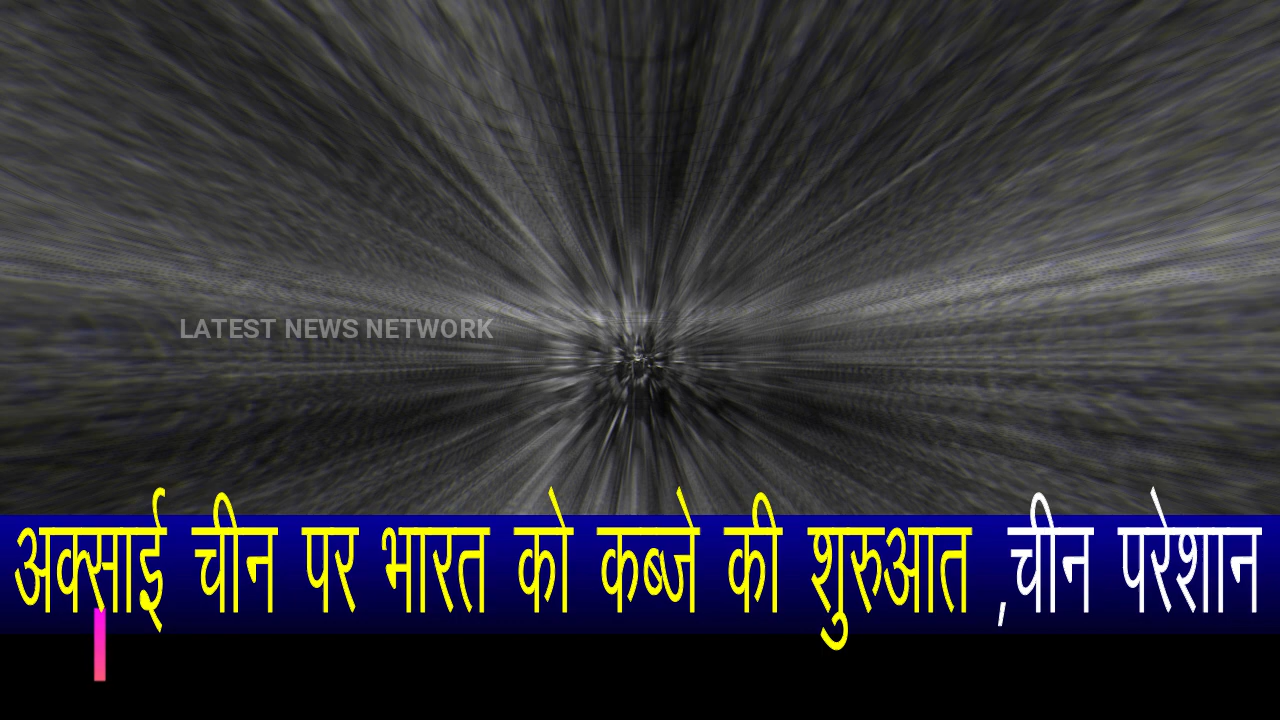 LATEST NEWS NETWORK
अक्साई चीन पर भारत को कब्जे की शुरुआत ,चीन परेशान